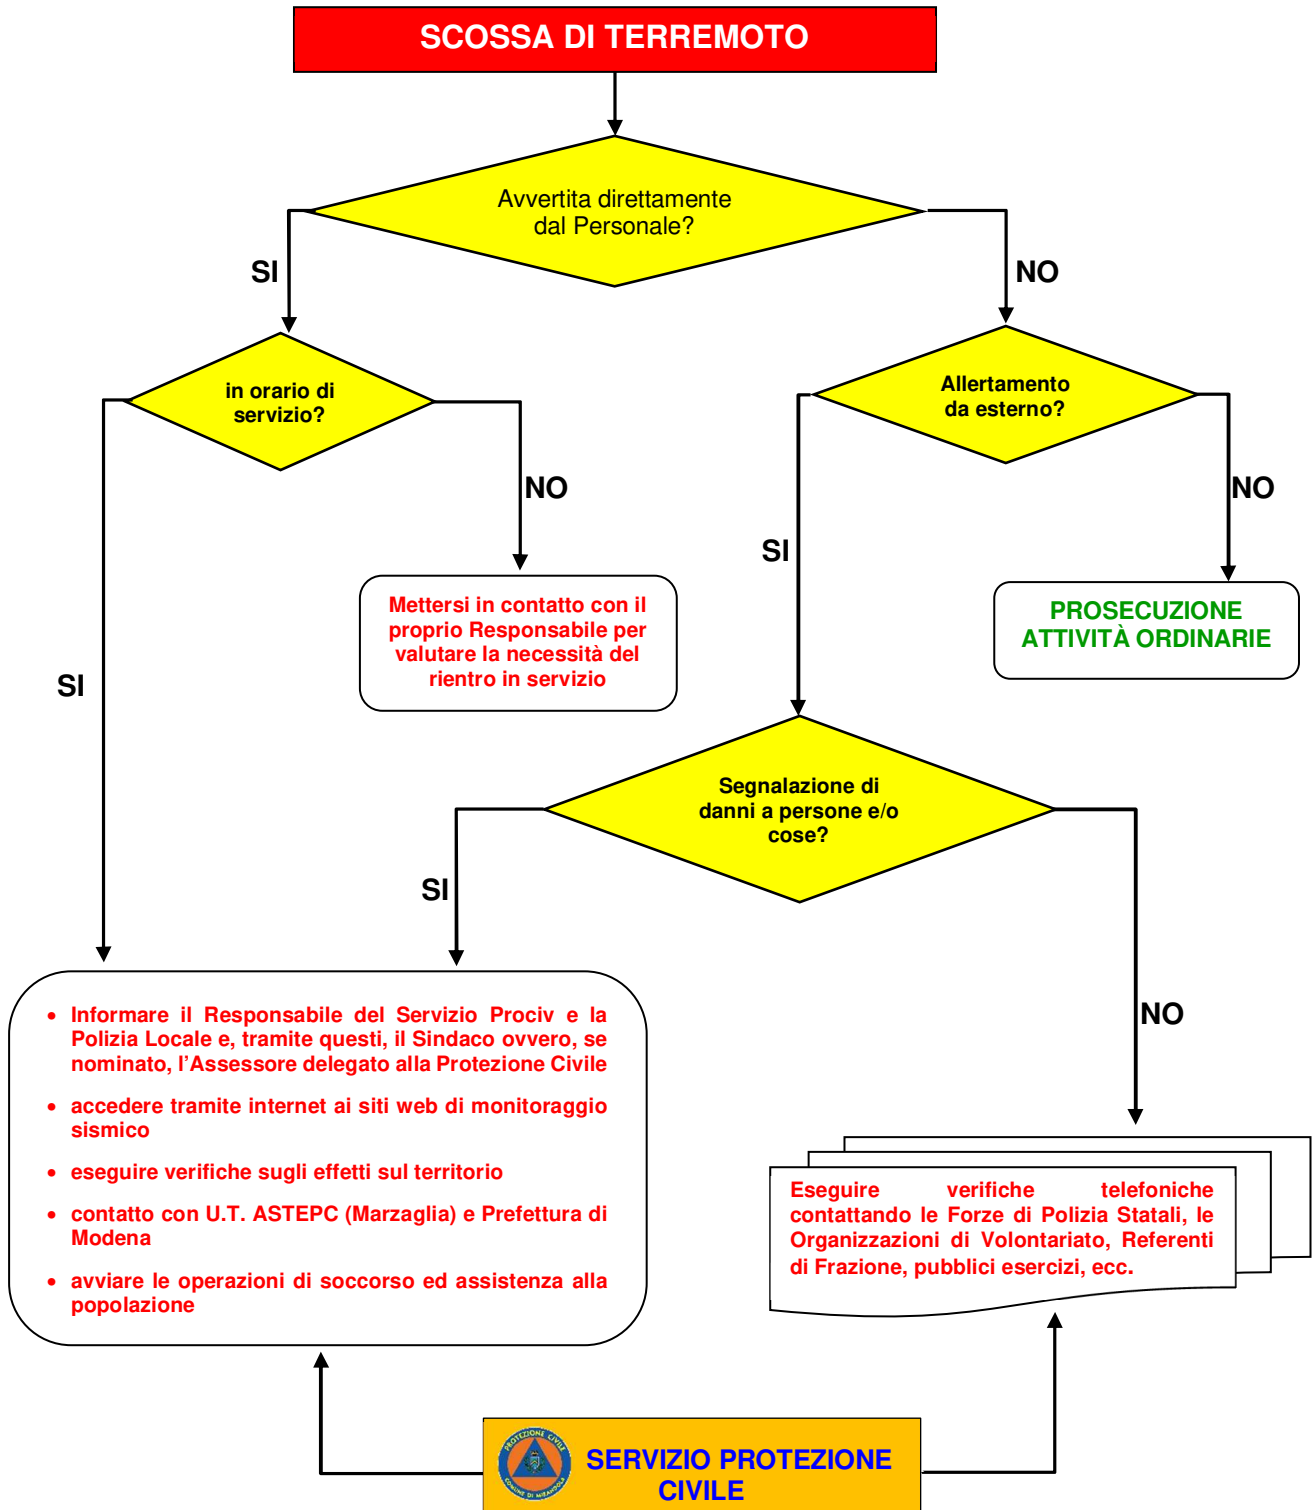 SCOSSA DI TERREMOTO
Avvertita direttamente
dal Personale?
SI
NO
in orario di
servizio?
Allertamento
da esterno?
NO
NO
SI
SI
Mettersi in contatto con il
proprio Responsabile per
valutare la necessità del
rientro in servizio
PROSECUZIONE
ATTIVITÀ ORDINARIE
Segnalazione di
danni a persone e/o
cose?
SI
NO
• Informare il Responsabile del Servizio Prociv e la
Polizia Locale e, tramite questi, il Sindaco ovvero, se
nominato, l'Assessore delegato alla Protezione Civile
• accedere tramite internet ai siti web di monitoraggio
sismico
• eseguire verifiche sugli effetti sul territorio
• contatto con U.T. ASTEPC (Marzaglia) e Prefettura di
Modena
• avviare le operazioni di soccorso ed assistenza alla
popolazione
Eseguire verifiche telefoniche
contattando le Forze di Polizia Statali, le
Organizzazioni di Volontariato, Referenti
di Frazione, pubblici esercizi, ecc.
PROTEZIONE CIVILE
COMUNE DI MIRANDOLA
SERVIZIO PROTEZIONE
CIVILE